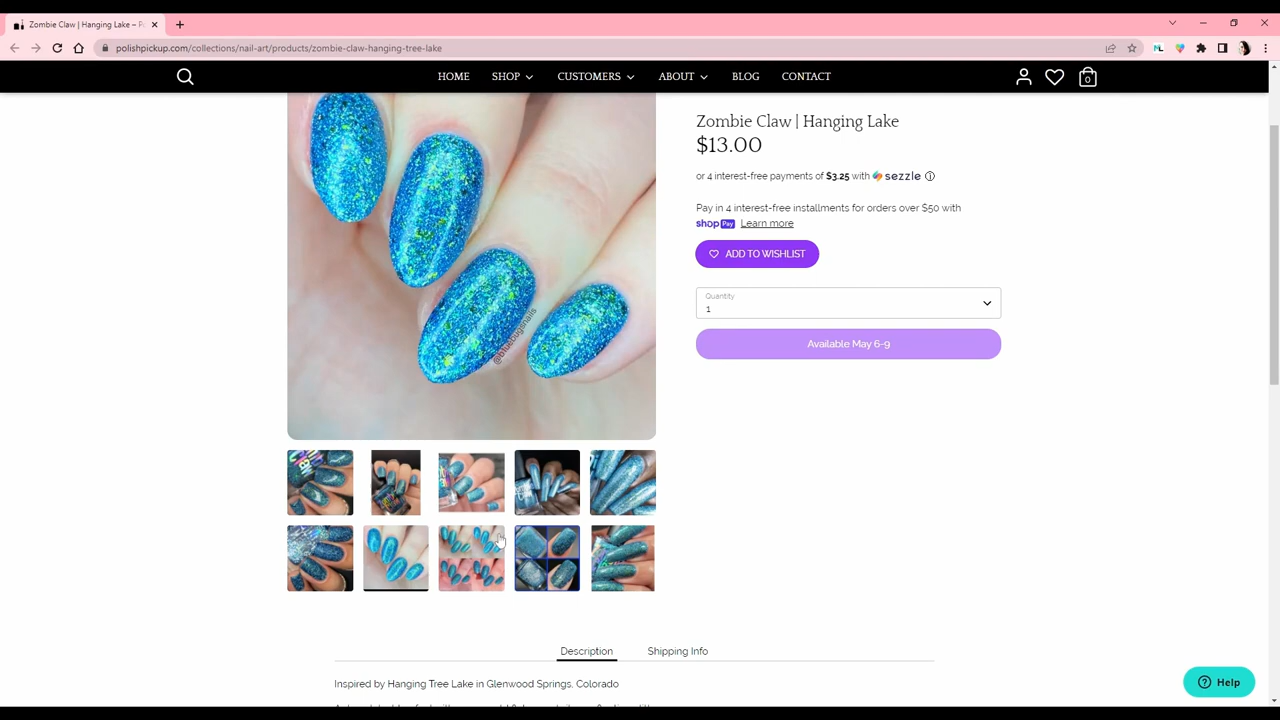 Zombie Claw | Hanging Lake – P
polishpickup.com/collections/nail-art/products/zombie-claw-hanging-tree-lake
HOME SHOP CUSTOMERS ABOUT BLOG CONTACT
0
Zombie Claw | Hanging Lake
$13.00
or 4 interest-free payments of $3.25 with sezzle
Pay in 4 interest-free installments for orders over $50 with
shop Pay Learn more
ADD TO WISHLIST
Quantity
1
Available May 6-9
@bluebugsnails
Description Shipping Info
Inspired by Hanging Tree Lake in Glenwood Springs, Colorado
Help